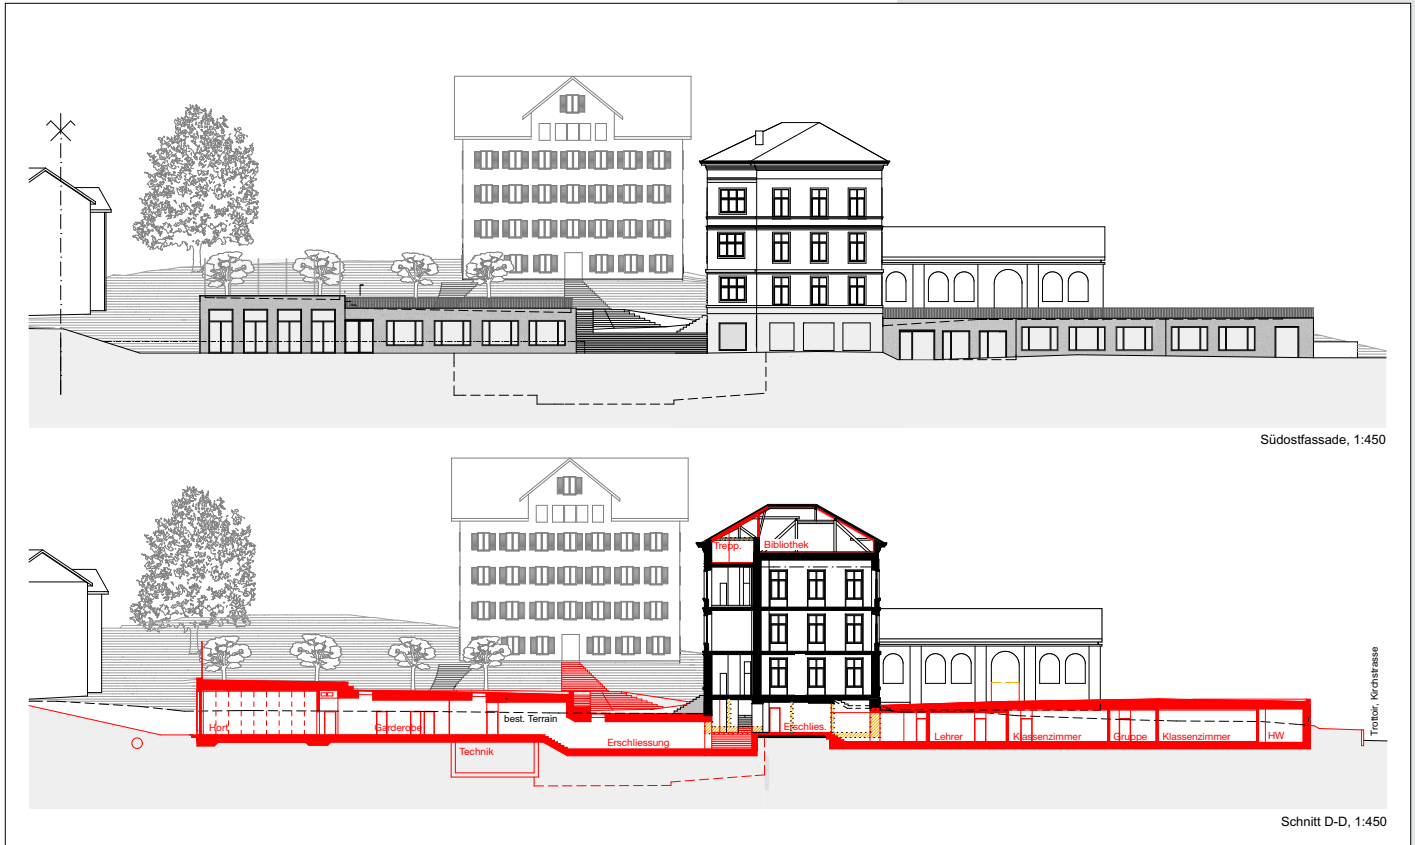 Südostfassade, 1:450
Trepp.
Bibliothek
Trottoir, Kirchstrasse
Hort
Garderobe
best. Terrain
Erschlies.
Erschliessung
Lehrer
Klassenzimmer
Gruppe
Klassenzimmer
HW
Technik
Schnitt D-D, 1:450